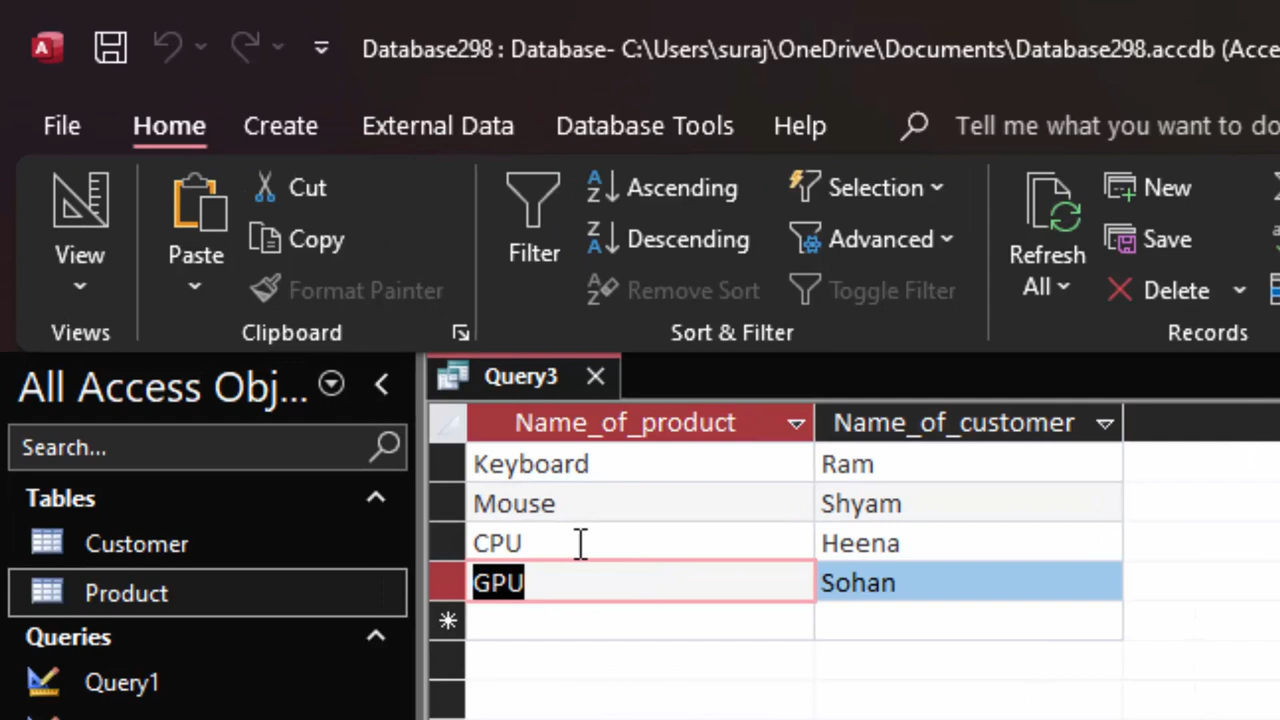 Database298 : Database- C:\Users\suraj\OneDrive\Documents\Database298.accdb (Acce
File Home Create External Data Database Tools Help Tell me what you want to do
View
Views
Paste
Cut
Copy
Format Painter
Clipboard
Filter
Ascending
Descending
Remove Sort
Selection
Advanced
Toggle Filter
Sort & Filter
Refresh
All
New
Save
Delete
Records
All Access Obj...
Search...
Tables
Customer
Product
Queries
Query1
Query3
Name_of_product Name_of_customer
Keyboard Ram
Mouse Shyam
CPU Heena
GPU Sohan